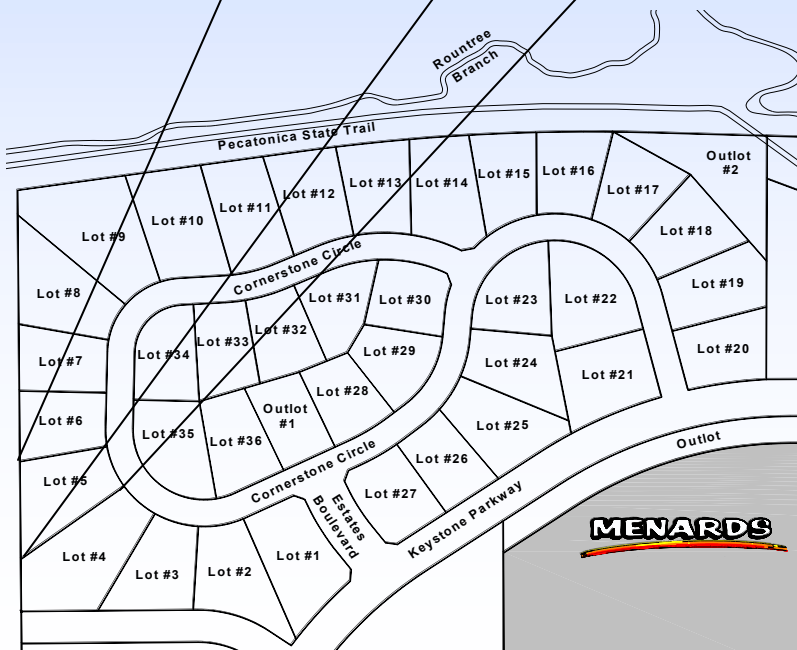 Rountree
Branch
Pecatonica State Trail
Outlot
#2
Lot #9
Lot #10
Lot #11
Lot #12
Lot #13
Lot #14
Lot #15
Lot #16
Lot #17
Lot #18
Lot #19
Lot #20
Cornerstone Circle
Lot #8
Lot #7
Lot #6
Lot #5
Lot #31
Lot #30
Lot #23
Lot #22
Lot #34
Lot #33
Lot #32
Lot #29
Lot #24
Lot #21
Lot #35
Lot #36
Outlot
#1
Lot #28
Lot #25
Lot #26
Lot #27
Cornerstone Circle
Estates
Boulevard
Keystone Parkway
Outlot
MENARDS
Lot #4
Lot #3
Lot #2
Lot #1